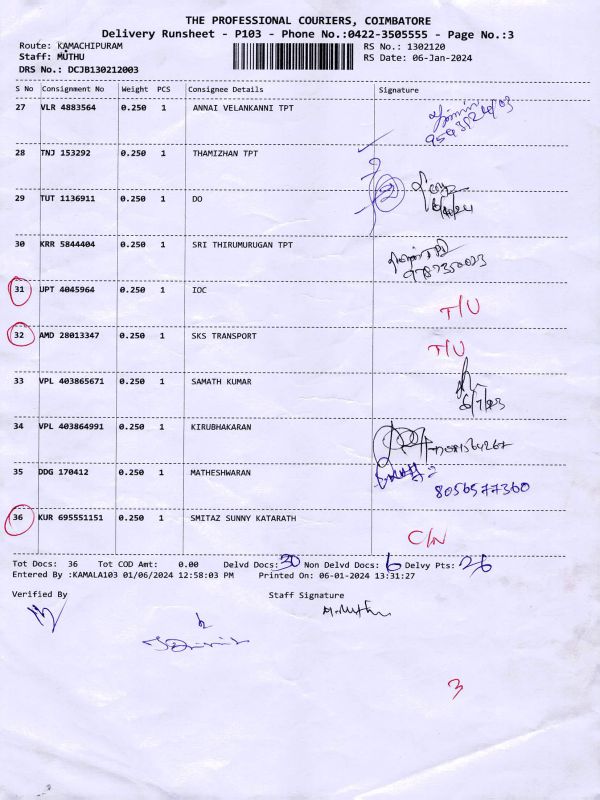 THE PROFESSIONAL COURIERS, COIMBATORE
Delivery Runsheet - P103 - Phone No.:0422-3505555 - Page No.:3
Route: KAMACHIPURAM RS No.: 1302120
Staff: MUTHU RS Date: 06-Jan-2024
DRS No.: DCJB130212003
S No Consignment No Weight PCS Consignee Details Signature
27 VLR 4883564 0.250 1 ANNAI VELANKANNI TPT
28 TNJ 153292 0.250 1 THAMIZHAN TPT
29 TUT 1136911 0.250 1 DO
30 KRR 5844404 0.250 1 SRI THIRUMURUGAN TPT
31 UPT 4045964 0.250 1 IOC T/U
32 AMD 28013347 0.250 1 SKS TRANSPORT T/U
33 VPL 403865671 0.250 1 SAMATH KUMAR
34 VPL 403864991 0.250 1 KIRUBHAKARAN
35 DDG 170412 0.250 1 MATHESHWARAN 8056577360
36 KUR 695551151 0.250 1 SMITAZ SUNNY KATARATH C/N
Tot Docs: 36 Tot COD Amt: 0.00 Delvd Docs: 30 Non Delvd Docs: 6 Delvy Pts: 26
Entered By :KAMALA103 01/06/2024 12:58:03 PM Printed On: 06-01-2024 13:31:27
Verified By Staff Signature
3